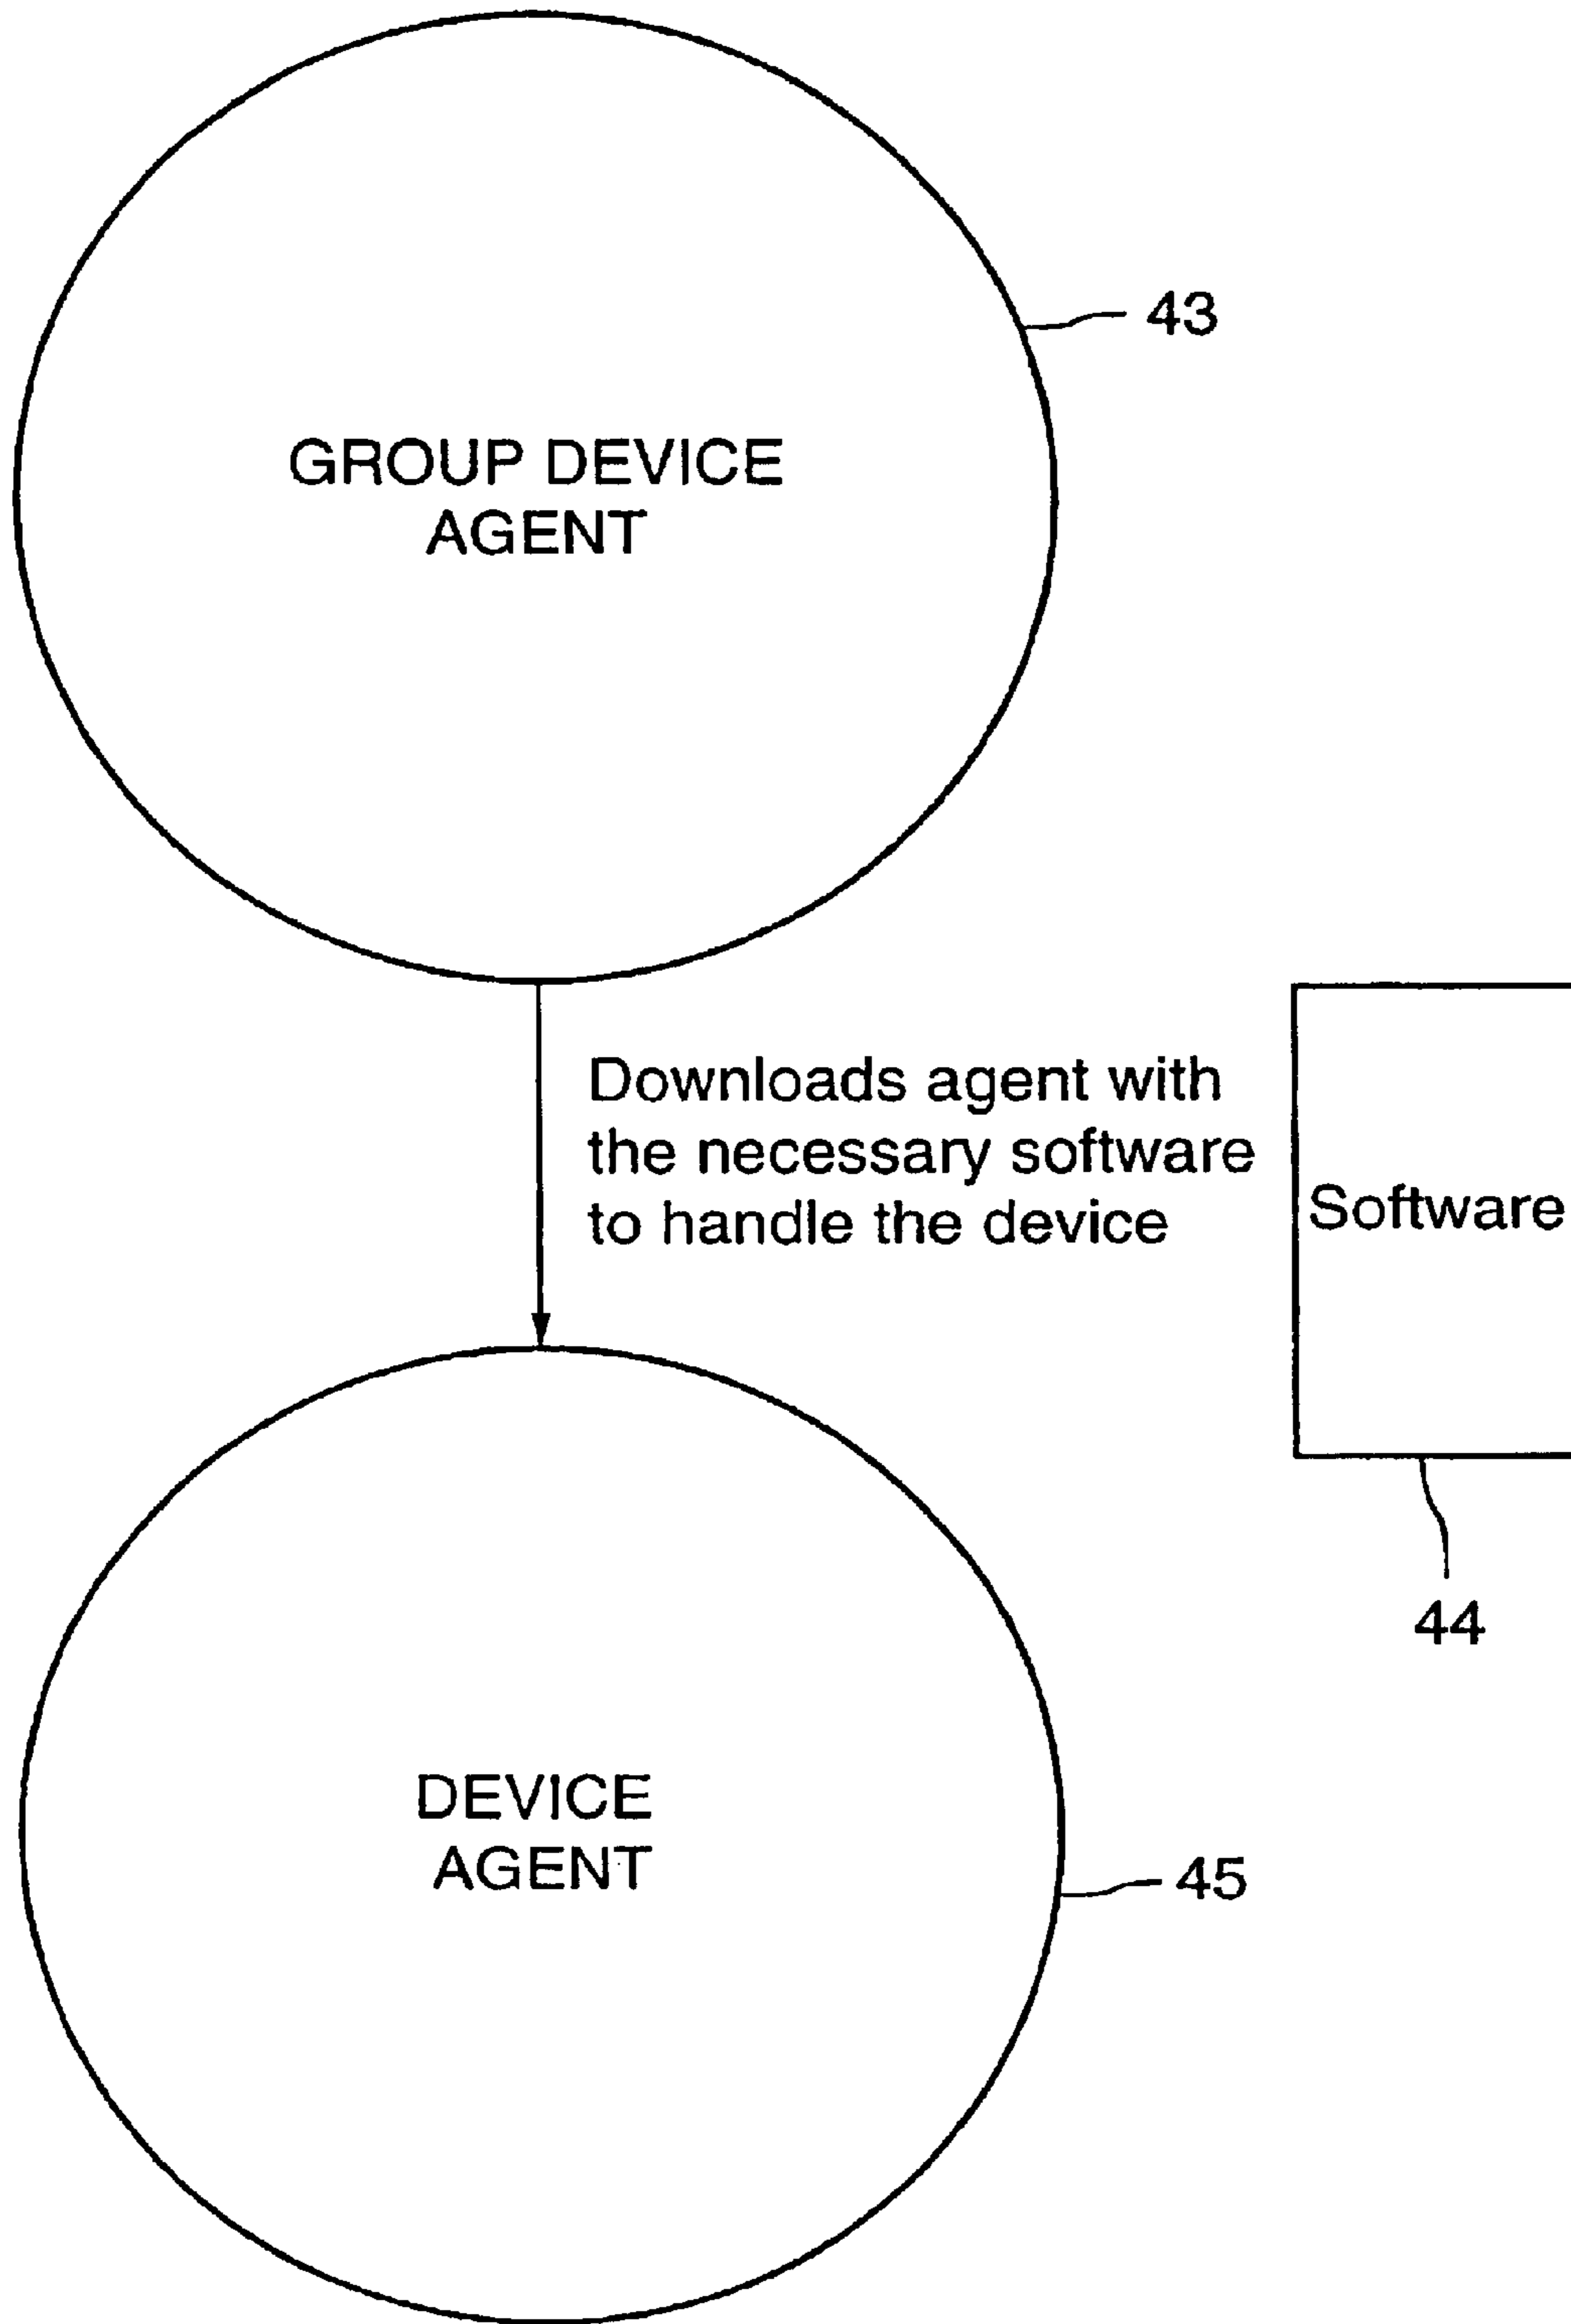 43
GROUP DEVICE
AGENT
Downloads agent with
the necessary software
to handle the device
Software
44
DEVICE
AGENT
45